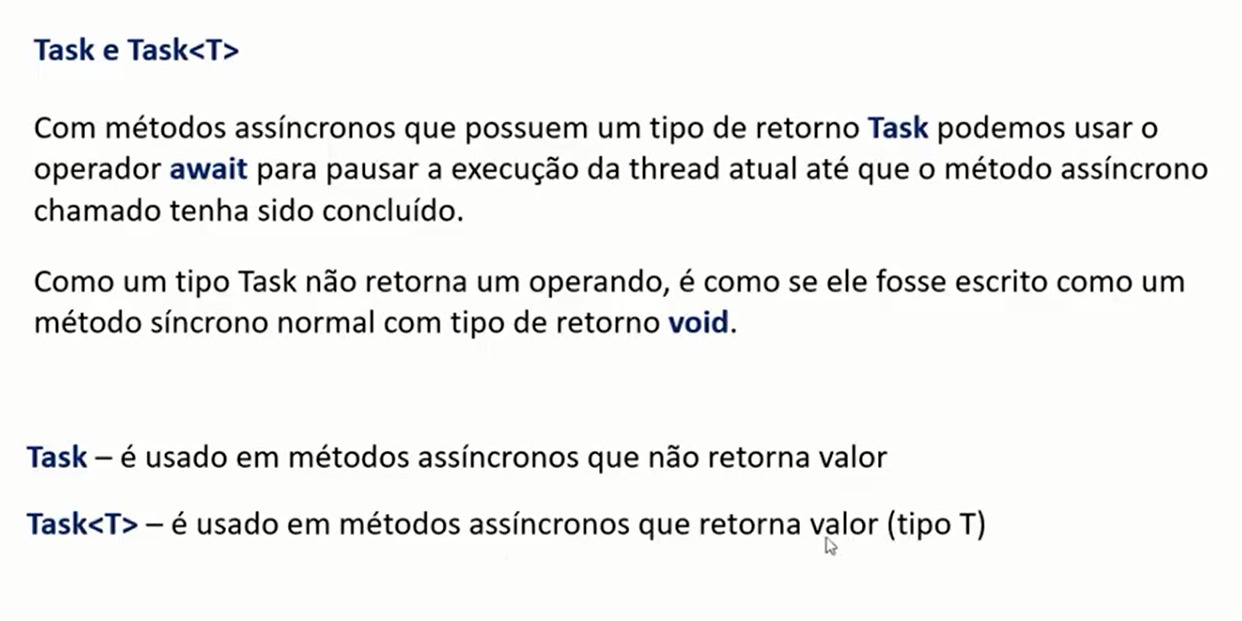 Task e Task<T>
Com métodos assíncronos que possuem um tipo de retorno Task podemos usar o
operador await para pausar a execução da thread atual até que o método assíncrono
chamado tenha sido concluído.
Como um tipo Task não retorna um operando, é como se ele fosse escrito como um
método síncrono normal com tipo de retorno void.
Task – é usado em métodos assíncronos que não retorna valor
Task<T> – é usado em métodos assíncronos que retorna valor (tipo T)